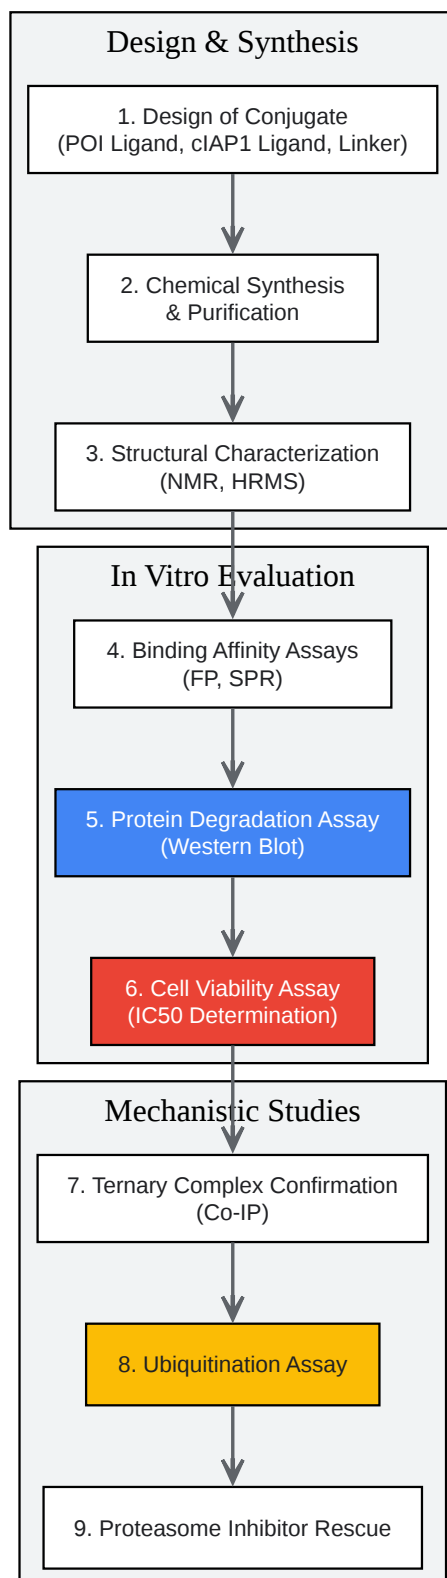 Design & Synthesis
1. Design of Conjugate
(POI Ligand, cIAP1 Ligand, Linker)
2. Chemical Synthesis
& Purification
3. Structural Characterization
(NMR, HRMS)
In Vitro Evaluation
4. Binding Affinity Assays
(FP, SPR)
5. Protein Degradation Assay
(Western Blot)
6. Cell Viability Assay
(IC50 Determination)
Mechanistic Studies
7. Ternary Complex Confirmation
(Co-IP)
8. Ubiquitination Assay
9. Proteasome Inhibitor Rescue